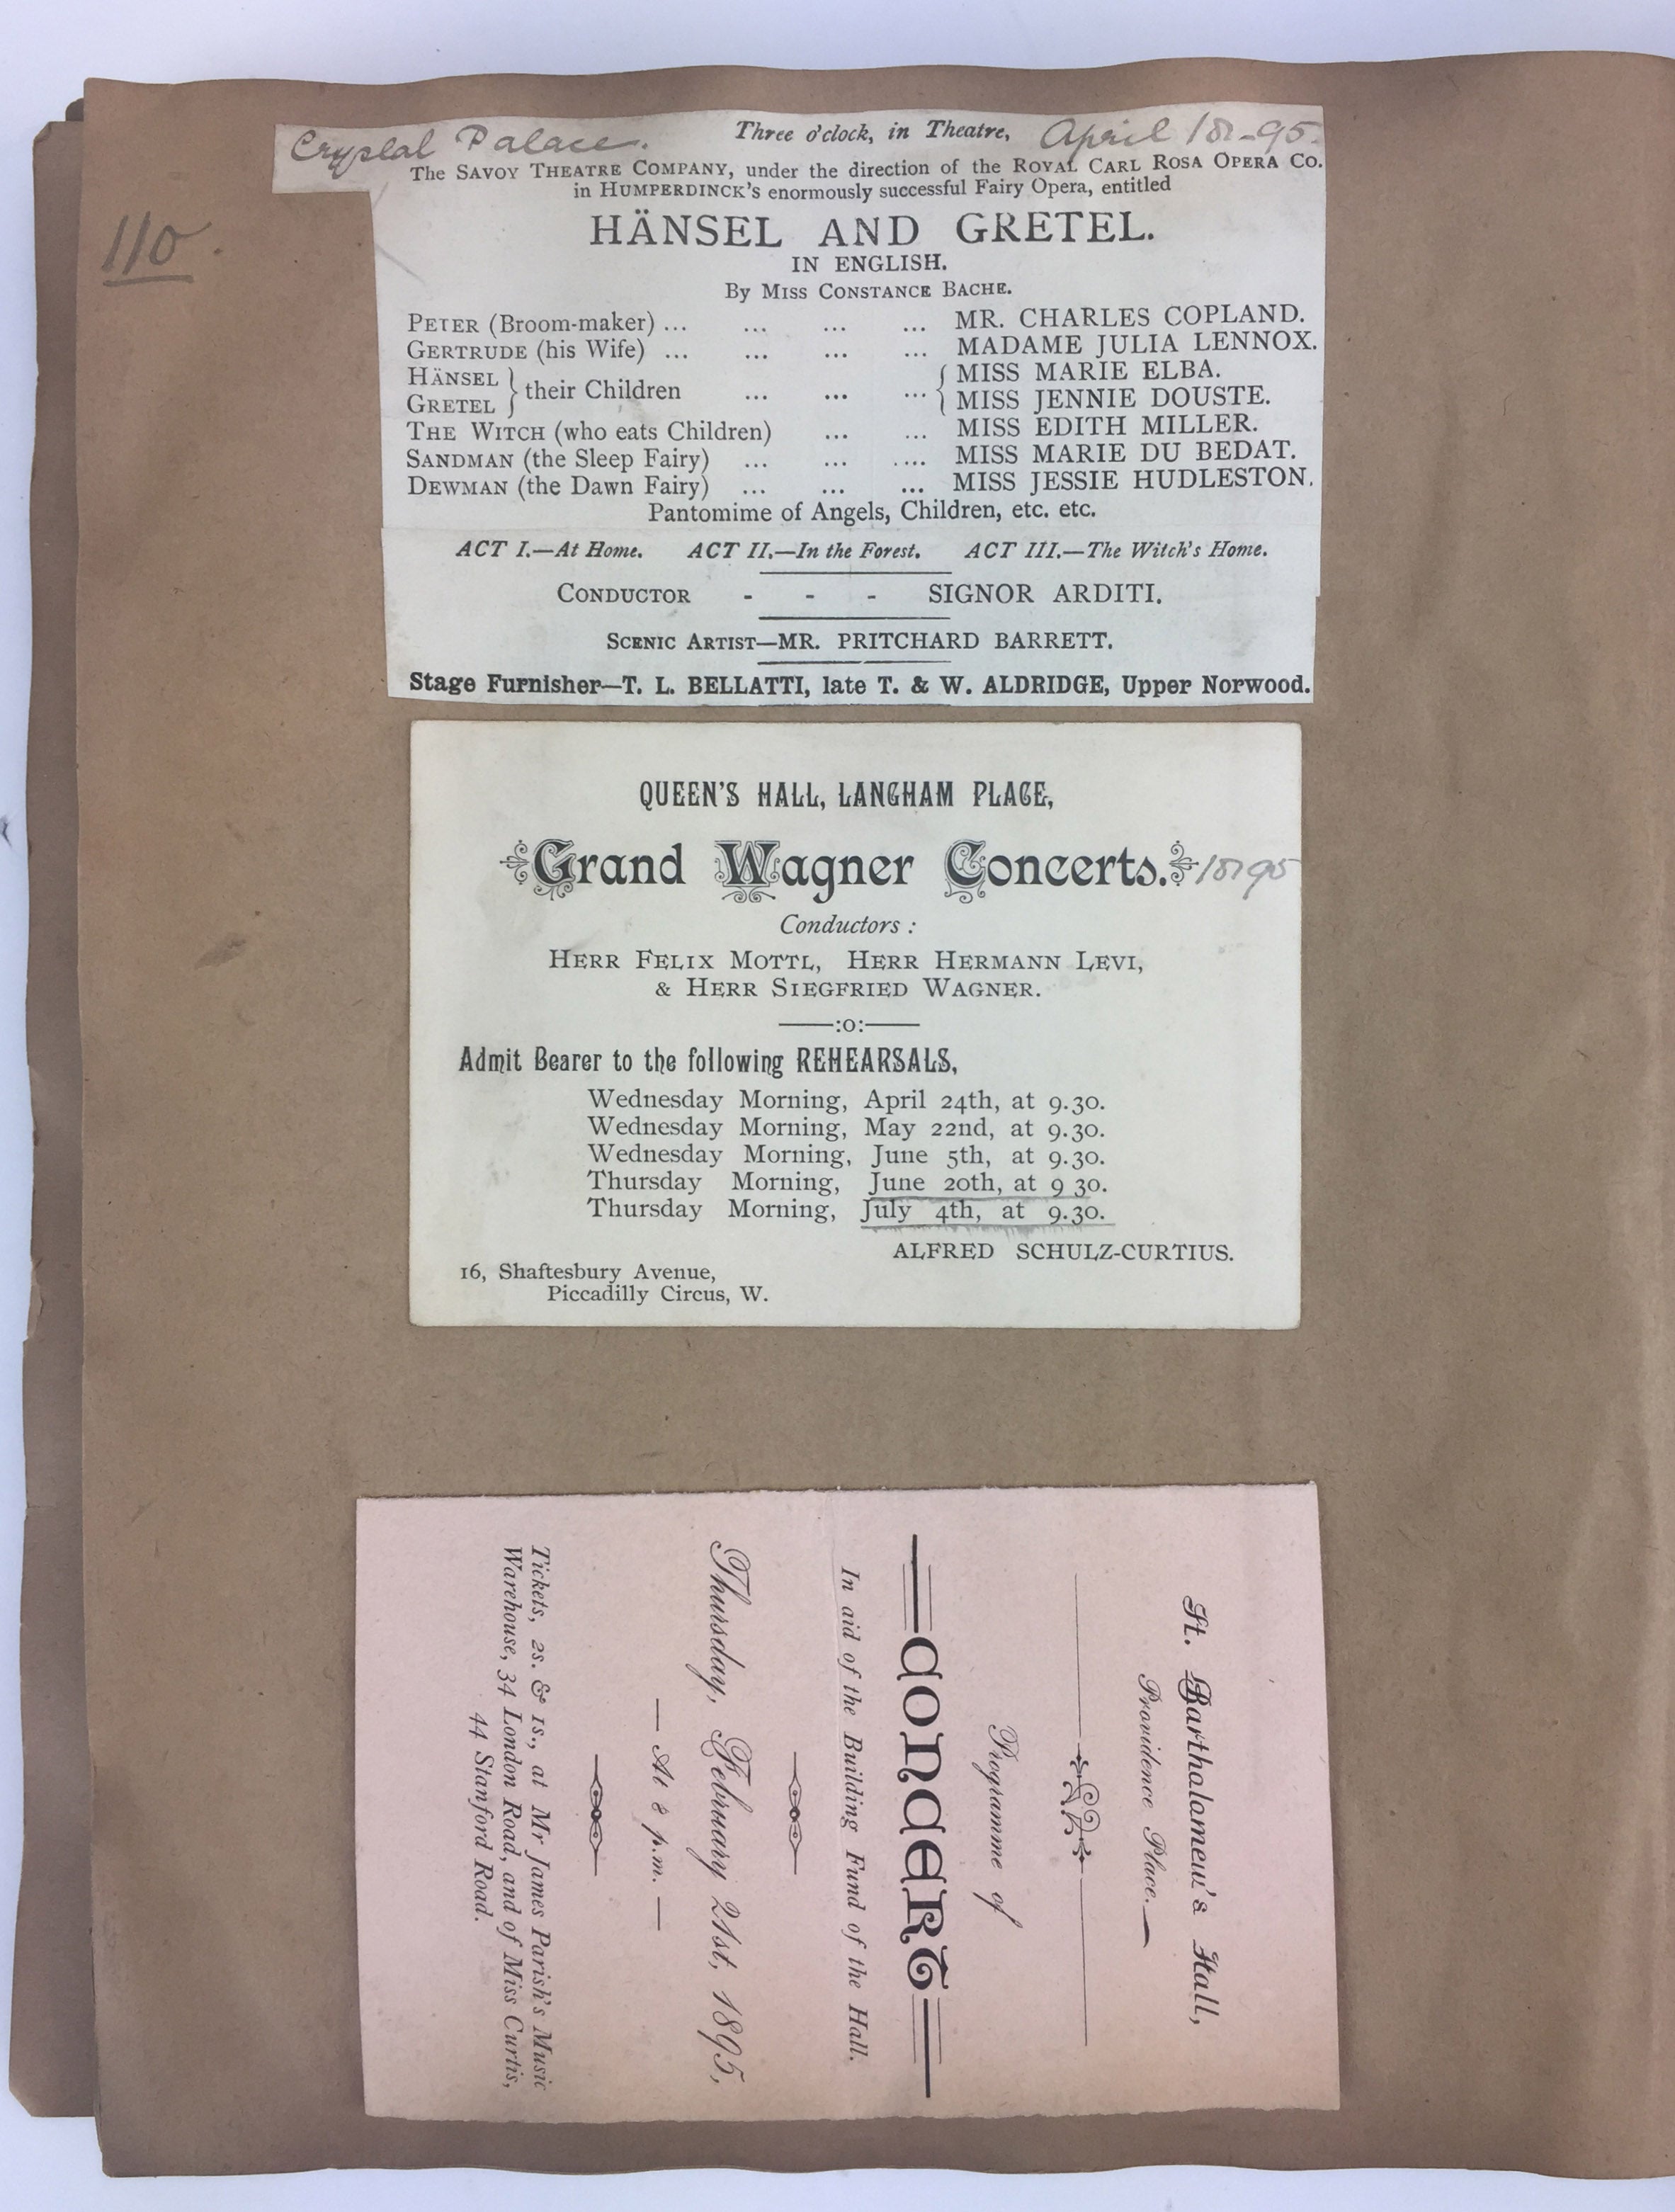 Crystal Palace. Three o'clock, in Theatre, April 1895.
The SAVOY THEATRE COMPANY, under the direction of the ROYAL CARL ROSA OPERA CO.
in HUMPERDINCK'S enormously successful Fairy Opera, entitled
110.
HÄNSEL AND GRETEL.
IN ENGLISH.
By MISS CONSTANCE BACHE.
PETER (Broom-maker) ... ... ... ... MR. CHARLES COPLAND.
GERTRUDE (his Wife) ... ... ... ... MADAME JULIA LENNOX.
HÄNSEL } their Children ... ... ... { MISS MARIE ELBA.
GRETEL } { MISS JENNIE DOUSTE.
THE WITCH (who eats Children) ... ... MISS EDITH MILLER.
SANDMAN (the Sleep Fairy) ... ... .... MISS MARIE DU BEDAT.
DEWMAN (the Dawn Fairy) ... ... ... MISS JESSIE HUDLESTON.
Pantomime of Angels, Children, etc. etc.
ACT I.—At Home. ACT II.—In the Forest. ACT III.—The Witch's Home.
CONDUCTOR - - - SIGNOR ARDITI.
SCENIC ARTIST—MR. PRITCHARD BARRETT.
Stage Furnisher—T. L. BELLATTI, late T. & W. ALDRIDGE, Upper Norwood.
QUEEN'S HALL, LANGHAM PLACE,
Grand Wagner Concerts. 1895
Conductors :
HERR FELIX MOTTL, HERR HERMANN LEVI,
& HERR SIEGFRIED WAGNER.
——:o:——
Admit Bearer to the following REHEARSALS,
Wednesday Morning, April 24th, at 9.30.
Wednesday Morning, May 22nd, at 9.30.
Wednesday Morning, June 5th, at 9.30.
Thursday Morning, June 20th, at 9 30.
Thursday Morning, July 4th, at 9.30.
ALFRED SCHULZ-CURTIUS.
16, Shaftesbury Avenue,
Piccadilly Circus, W.
St. Bartholomew's Hall,
Providence Place.—
Programme of
CONCERT
In aid of the Building Fund of the Hall.
Thursday, February 21st, 1895,
— At 8 p.m. —
Tickets, 2s. & 1s., at Mr James Parish's Music
Warehouse, 34 London Road, and of Miss Curtis,
44 Stanford Road.